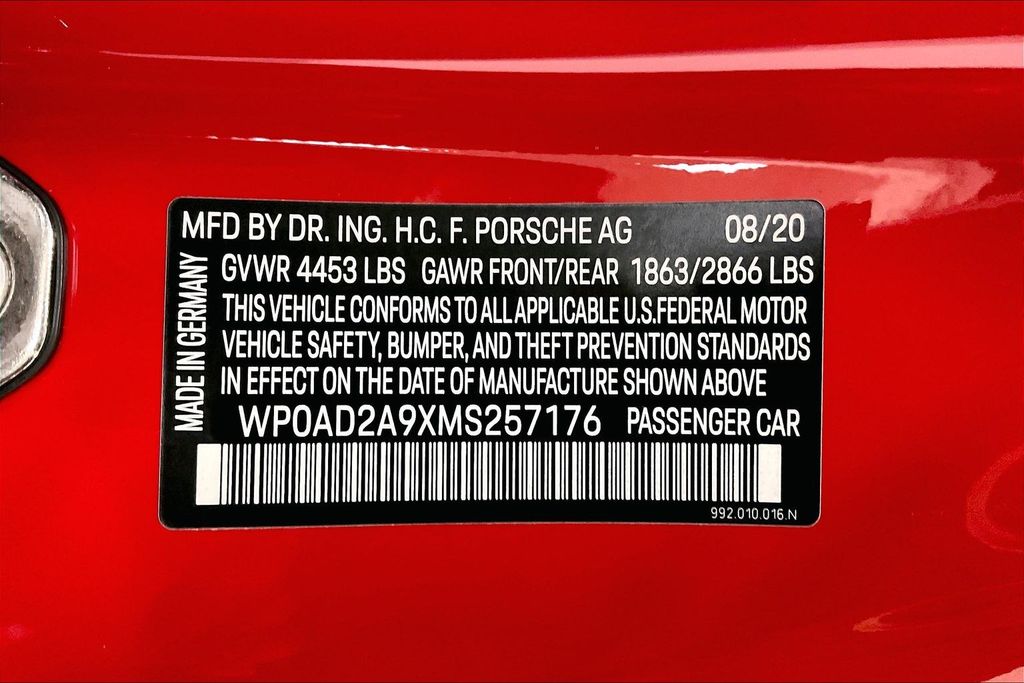 MFD BY DR. ING. H.C. F. PORSCHE AG 08/20
GVWR 4453 LBS GAWR FRONT/REAR 1863/2866 LBS
THIS VEHICLE CONFORMS TO ALL APPLICABLE U.S.FEDERAL MOTOR
VEHICLE SAFETY, BUMPER, AND THEFT PREVENTION STANDARDS
IN EFFECT ON THE DATE OF MANUFACTURE SHOWN ABOVE
WP0AD2A9XMS257176 PASSENGER CAR
MADE IN GERMANY
992.010.016.N